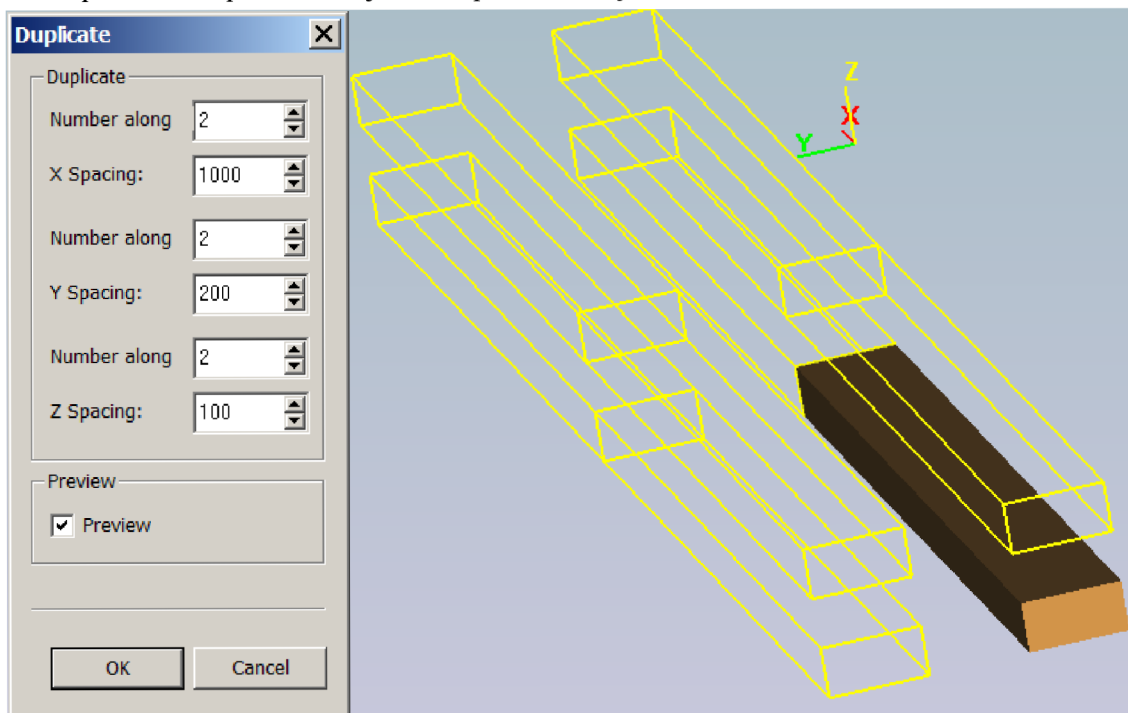 Duplicate
Duplicate
Number along 2
X Spacing: 1000
Number along 2
Y Spacing: 200
Number along 2
Z Spacing: 100
Preview
Preview
OK Cancel
Z
X
Y